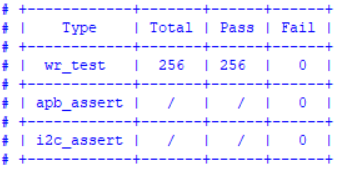 # +------------+-------+------+------+
# |    Type    | Total | Pass | Fail |
# +------------+-------+------+------+
# |  wr_test   |  256  | 256  |  0   |
# +------------+-------+------+------+
# | apb_assert |   /   |  /   |  0   |
# +------------+-------+------+------+
# | i2c_assert |   /   |  /   |  0   |
# +------------+-------+------+------+